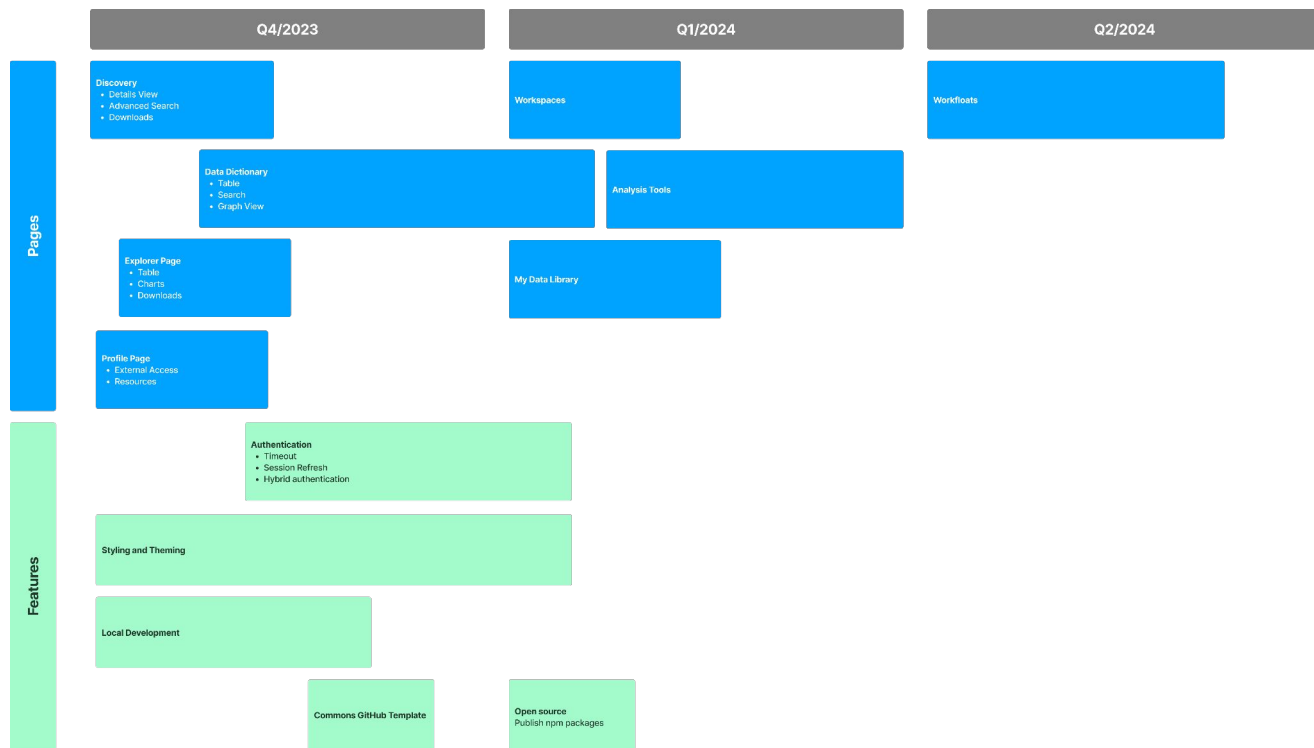 Q4/2023
Q1/2024
Q2/2024
Pages
Discovery
• Details View
• Advanced Search
• Downloads
Workspaces
Workfloats
Data Dictionary
• Table
• Search
• Graph View
Analysis Tools
Explorer Page
• Table
• Charts
• Downloads
My Data Library
Profile Page
• External Access
• Resources
Features
Authentication
• Timeout
• Session Refresh
• Hybrid authentication
Styling and Theming
Local Development
Commons GitHub Template
Open source
Publish npm packages